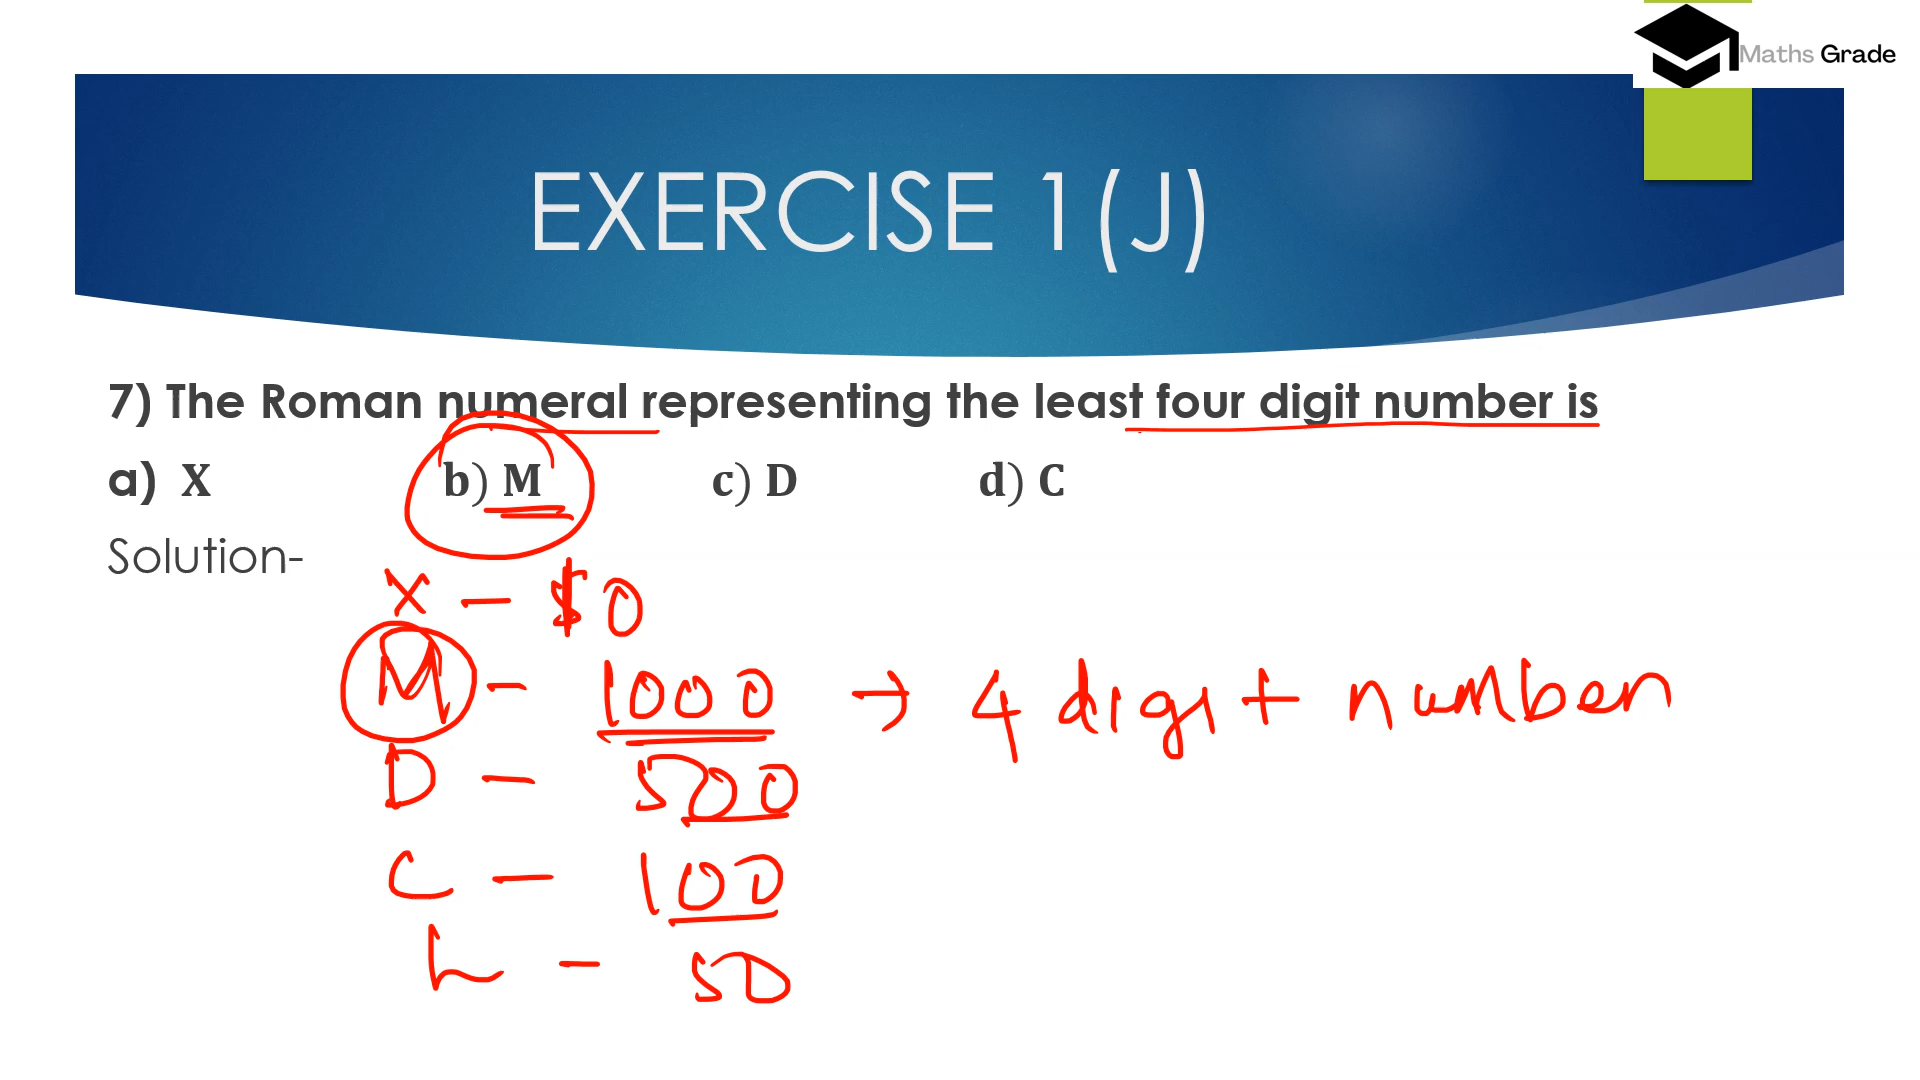 Maths Grade
EXERCISE 1(J)
7) The Roman numeral representing the least four digit number is
a) X b) M c) D d) C
Solution-
X - $0
M - 1000 → 4 digit number
D - 500
C - 100
L - 50